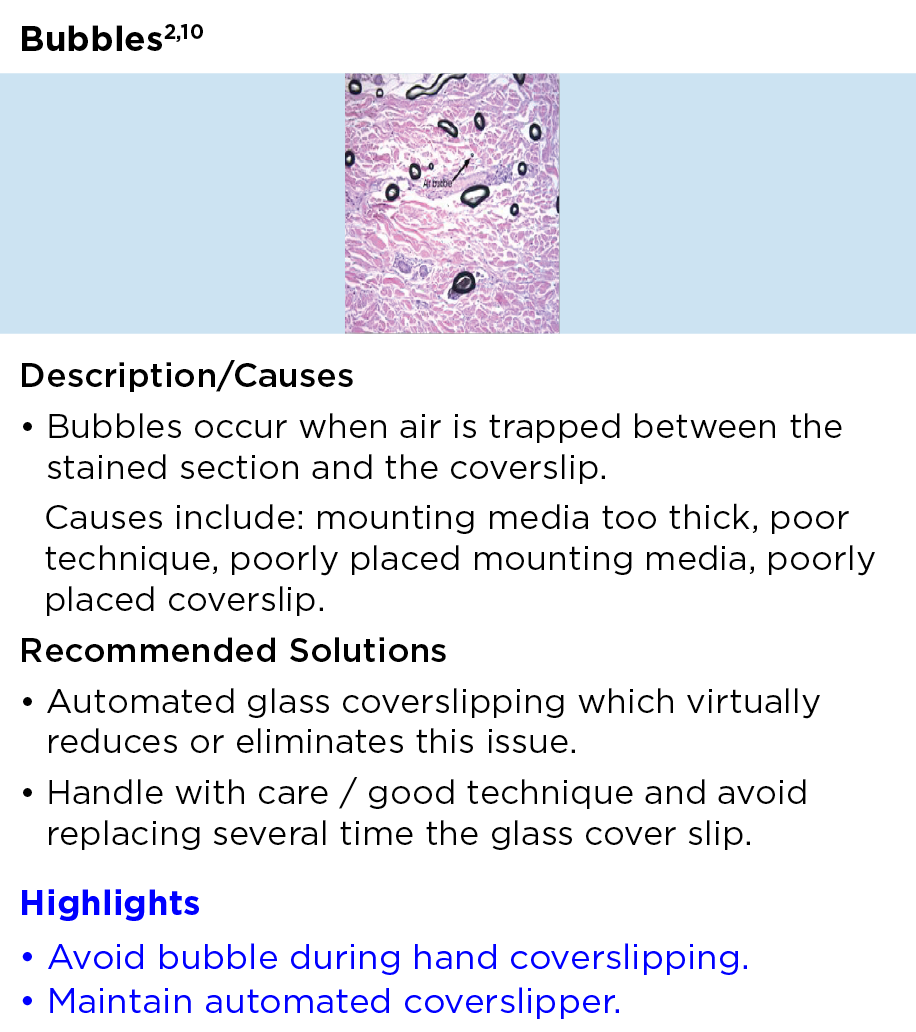 Bubbles2,10
Air bubble
Description/Causes
• Bubbles occur when air is trapped between the
stained section and the coverslip.
Causes include: mounting media too thick, poor
technique, poorly placed mounting media, poorly
placed coverslip.
Recommended Solutions
• Automated glass coverslipping which virtually
reduces or eliminates this issue.
• Handle with care / good technique and avoid
replacing several time the glass cover slip.
Highlights
• Avoid bubble during hand coverslipping.
• Maintain automated coverslipper.